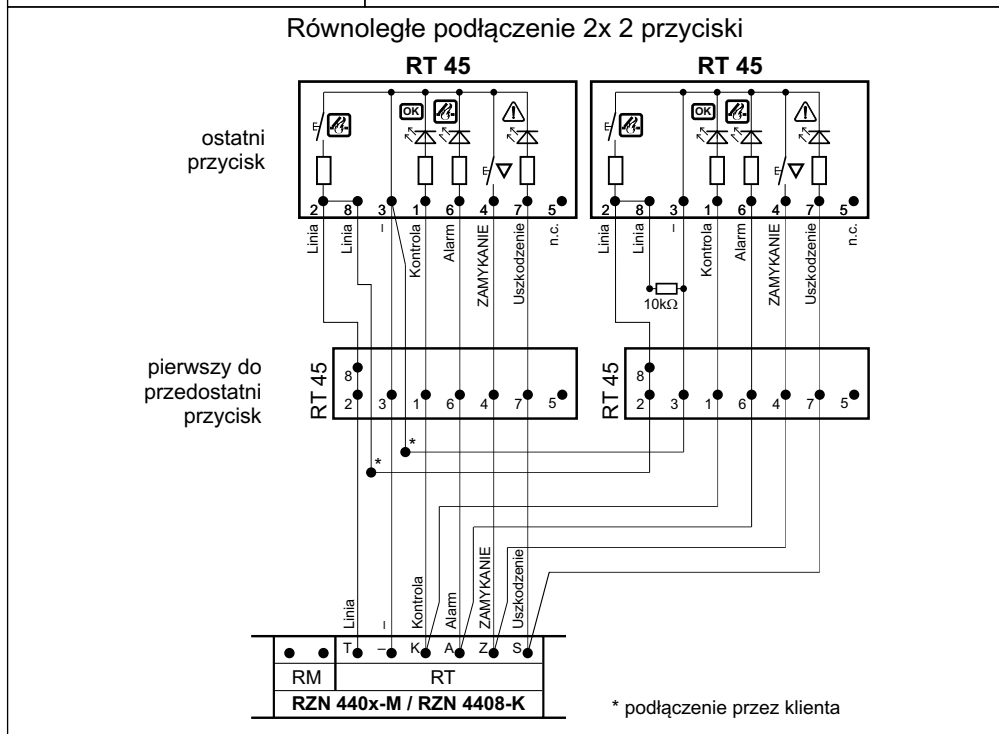 Równoległe podłączenie 2x 2 przyciski
RT 45 RT 45
ostatni
przycisk
OK OK
E E E E
2 8 3 1 6 4 7 5 2 8 3 1 6 4 7 5
Linia Linia – Kontrola Alarm ZAMYKANIE Uszkodzenie n.c. Linia Linia – Kontrola Alarm ZAMYKANIE Uszkodzenie n.c.
10kΩ
pierwszy do
przedostatni
przycisk
RT 45 RT 45
8 8
2 3 1 6 4 7 5 2 3 1 6 4 7 5
*
*
Linia – Kontrola Alarm ZAMYKANIE Uszkodzenie
T – K A Z S
RM RT
RZN 440x-M / RZN 4408-K
* podłączenie przez klienta